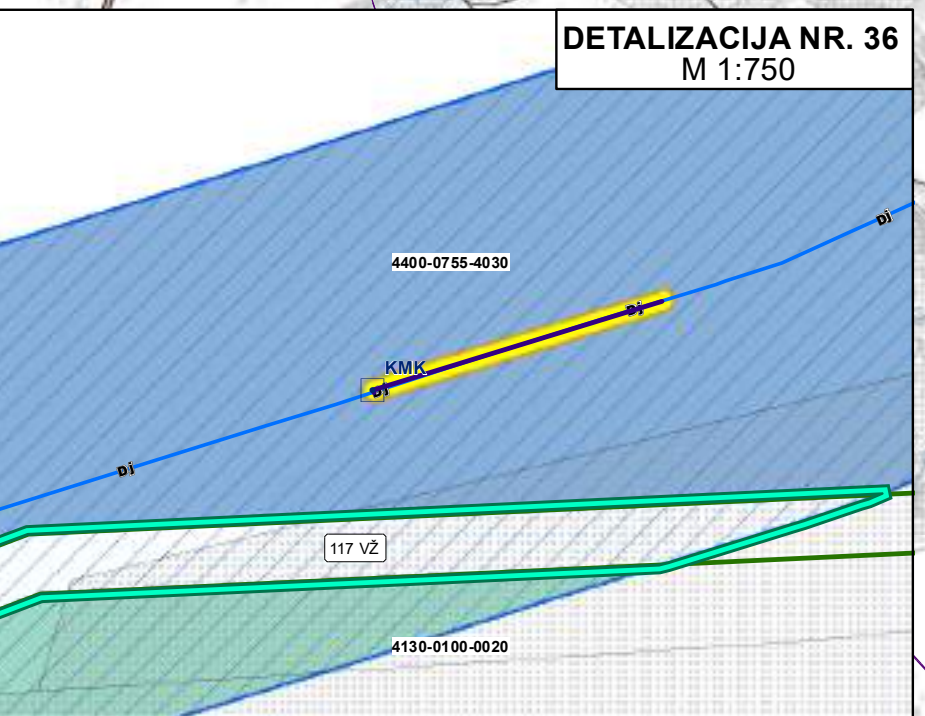 DETALIZACIJA NR. 36
M 1:750
Dj
4400-0755-4030
Dj
KMK
Dj
Dj
117 VŽ
4130-0100-0020